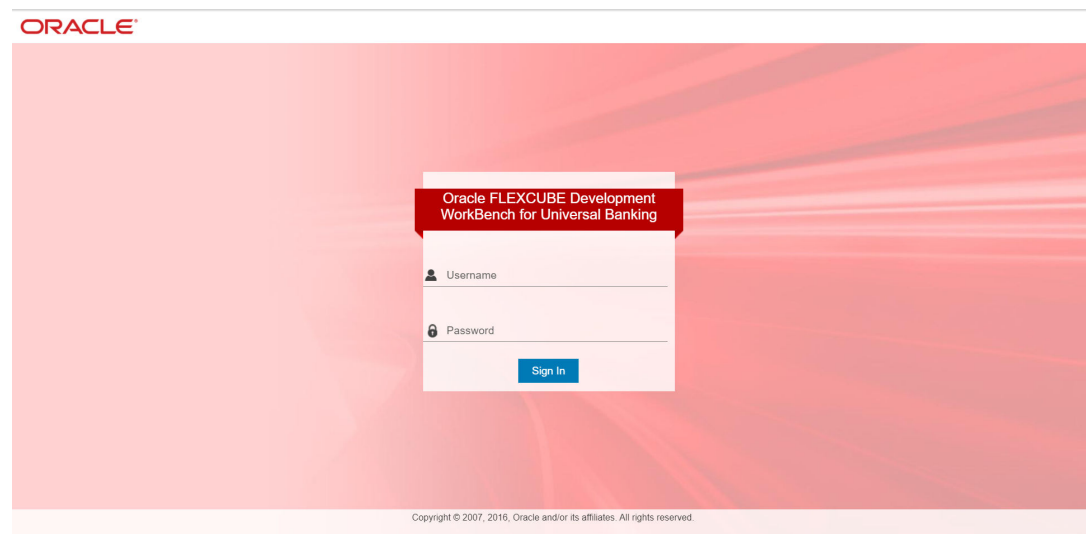 ORACLE®
Oracle FLEXCUBE Development
WorkBench for Universal Banking
Username
Password
Sign In
Copyright © 2007, 2016, Oracle and/or its affiliates. All rights reserved.